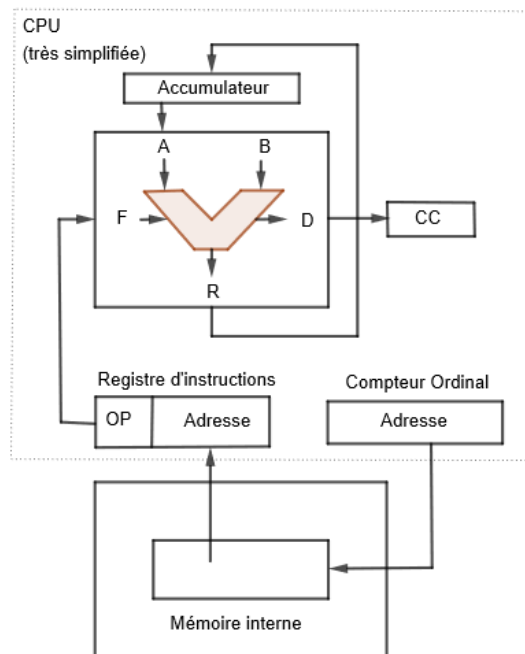 CPU
(très simplifiée)
Accumulateur
A
B
F
D
CC
R
Registre d'instructions
Compteur Ordinal
OP
Adresse
Adresse
Mémoire interne